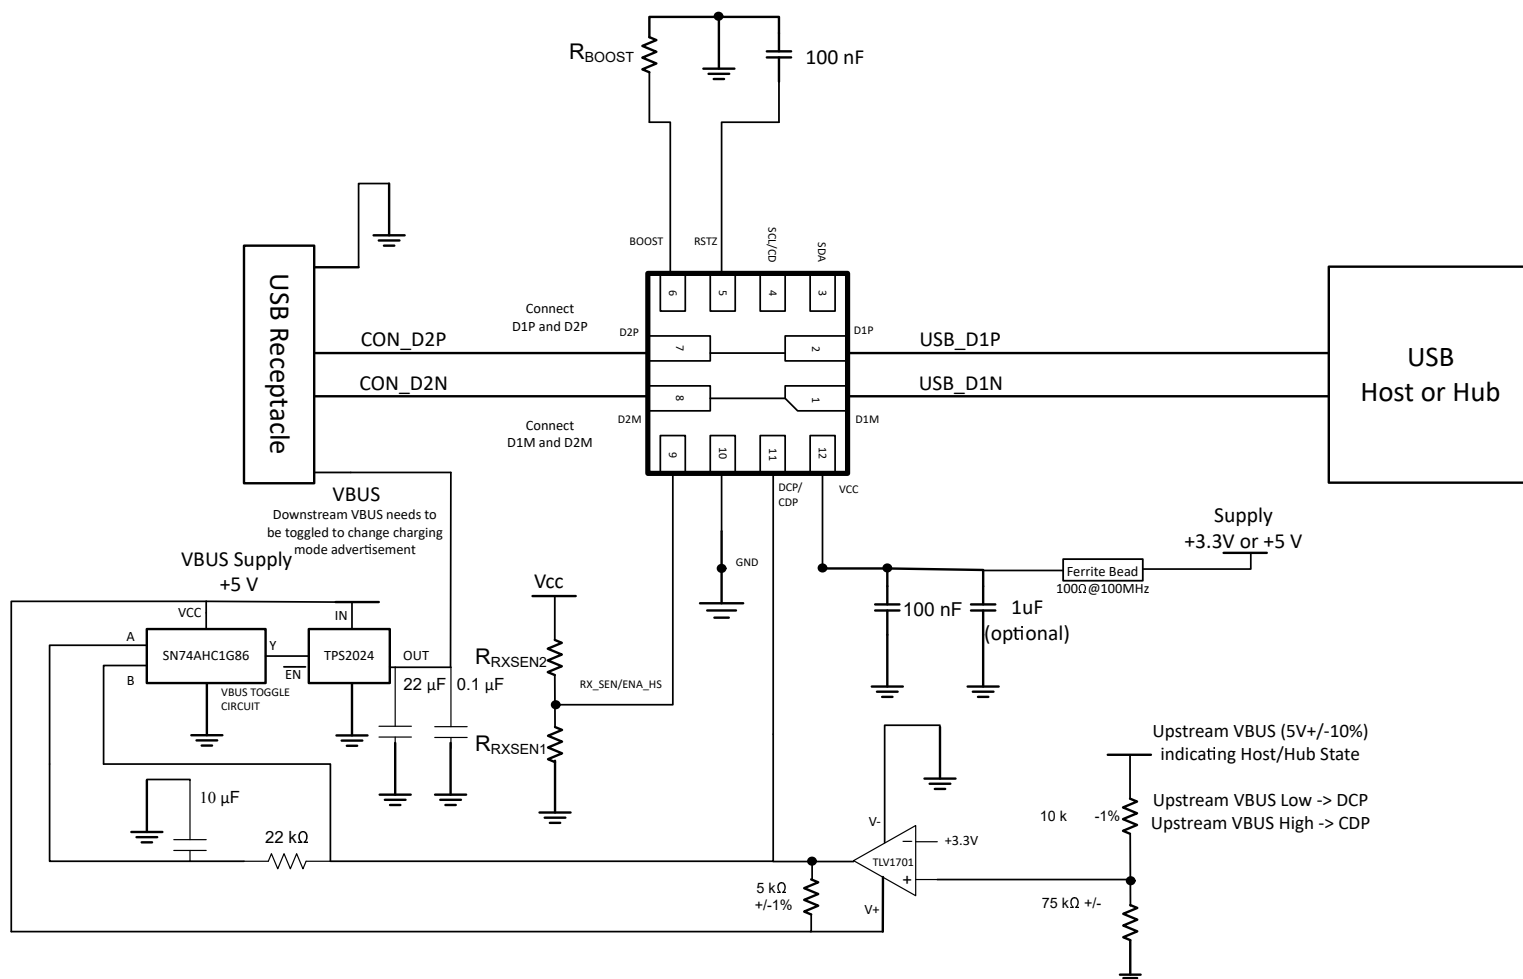 R_BOOST
100 nF
BOOST
RSTZ
SCL/CD
SDA
6
5
4
3
USB Receptacle
Connect
D1P and D2P
D2P
D1P
CON_D2P
7
2
USB_D1P
USB
Host or Hub
CON_D2N
8
1
USB_D1N
D2M
D1M
Connect
D1M and D2M
9
10
11
12
DCP/
CDP
VCC
VBUS
Downstream VBUS needs to
be toggled to change charging
mode advertisement
GND
Supply
+3.3V or +5 V
Ferrite Bead
100Ω@100MHz
100 nF
1uF
(optional)
VBUS Supply
+5 V
VCC
IN
A
B
SN74AHC1G86
Y
EN
TPS2024
OUT
VBUS TOGGLE
CIRCUIT
22 µF
0.1 µF
Vcc
R_RXSEN2
RX_SEN/ENA_HS
R_RXSEN1
10 µF
22 kΩ
5 kΩ
+/-1%
V-
TLV1701
−
+
V+
+3.3V
Upstream VBUS (5V+/-10%)
indicating Host/Hub State
Upstream VBUS Low -> DCP
Upstream VBUS High -> CDP
10 k -1%
75 kΩ +/-